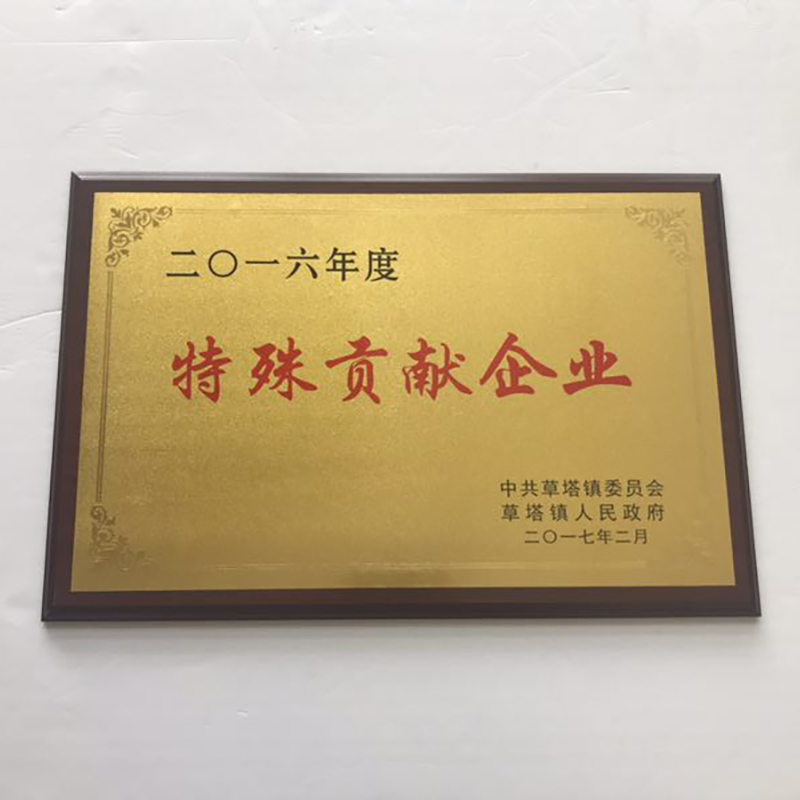 二〇一六年度
特殊贡献企业
中共草塔镇委员会
草塔镇人民政府
二〇一七年二月